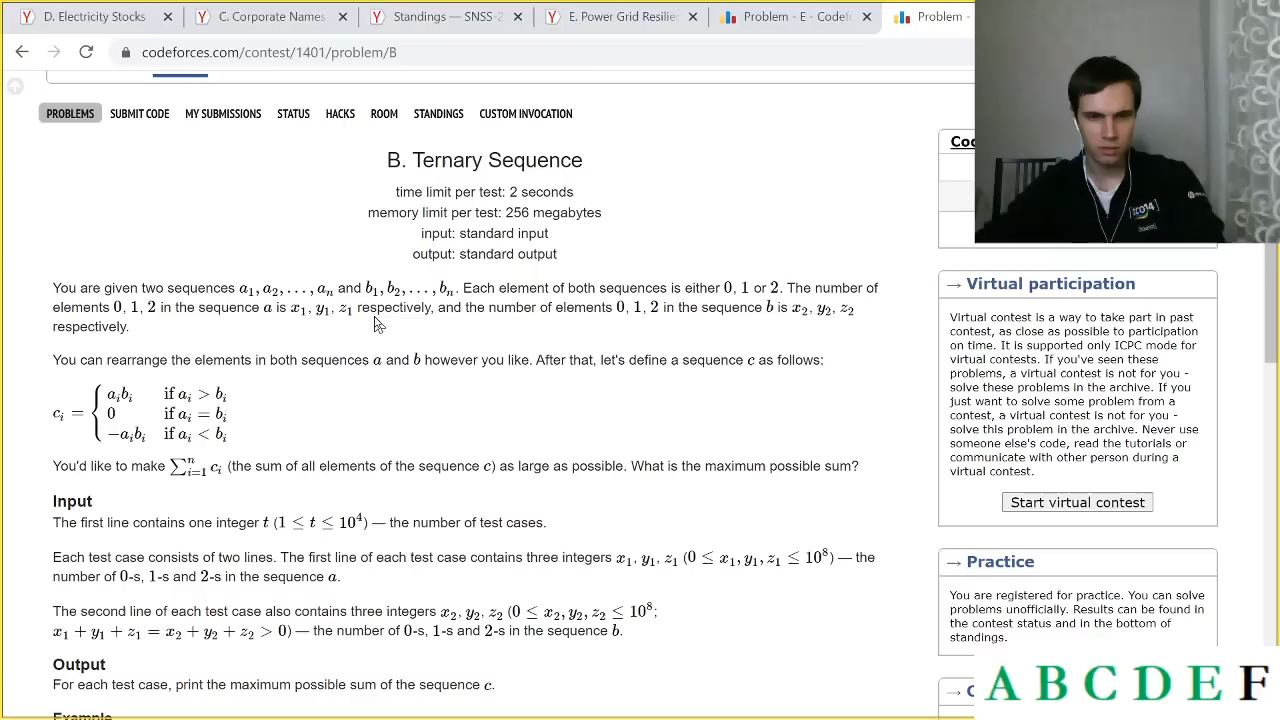 D. Electricity Stocks
C. Corporate Names
Standings — SNSS-2
E. Power Grid Resilie
Problem - E - Codef
Problem -
codeforces.com/contest/1401/problem/B
PROBLEMS SUBMIT CODE MY SUBMISSIONS STATUS HACKS ROOM STANDINGS CUSTOM INVOCATION
B. Ternary Sequence
time limit per test: 2 seconds
memory limit per test: 256 megabytes
input: standard input
output: standard output
You are given two sequences a₁, a₂, …, aₙ and b₁, b₂, …, bₙ. Each element of both sequences is either 0, 1 or 2. The number of
elements 0, 1, 2 in the sequence a is x₁, y₁, z₁ respectively, and the number of elements 0, 1, 2 in the sequence b is x₂, y₂, z₂
respectively.
You can rearrange the elements in both sequences a and b however you like. After that, let's define a sequence c as follows:
cᵢ = { aᵢbᵢ if aᵢ > bᵢ
0 if aᵢ = bᵢ
−aᵢbᵢ if aᵢ < bᵢ
You'd like to make ∑ⁿᵢ₌₁ cᵢ (the sum of all elements of the sequence c) as large as possible. What is the maximum possible sum?
Input
The first line contains one integer t (1 ≤ t ≤ 10⁴) — the number of test cases.
Each test case consists of two lines. The first line of each test case contains three integers x₁, y₁, z₁ (0 ≤ x₁, y₁, z₁ ≤ 10⁸) — the
number of 0-s, 1-s and 2-s in the sequence a.
The second line of each test case also contains three integers x₂, y₂, z₂ (0 ≤ x₂, y₂, z₂ ≤ 10⁸;
x₁ + y₁ + z₁ = x₂ + y₂ + z₂ > 0) — the number of 0-s, 1-s and 2-s in the sequence b.
Output
For each test case, print the maximum possible sum of the sequence c.
Example
Coc
→ Virtual participation
Virtual contest is a way to take part in past
contest, as close as possible to participation
on time. It is supported only ICPC mode for
virtual contests. If you've seen these
problems, a virtual contest is not for you -
solve these problems in the archive. If you
just want to solve some problem from a
contest, a virtual contest is not for you -
solve this problem in the archive. Never use
someone else's code, read the tutorials or
communicate with other person during a
virtual contest.
Start virtual contest
→ Practice
You are registered for practice. You can solve
problems unofficially. Results can be found in
the contest status and in the bottom of
standings.
A B C D E F